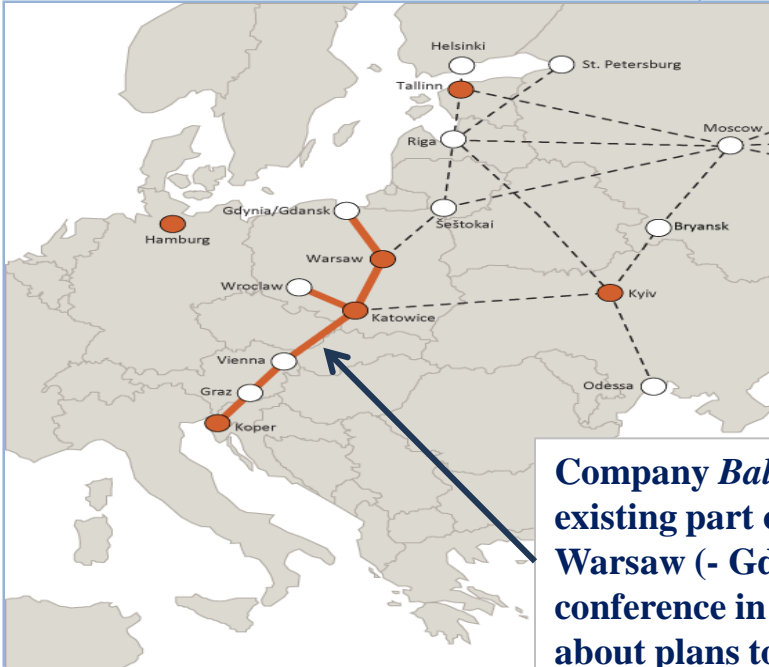 Helsinki
St. Petersburg
Tallinn
Riga
Moscow
Gdynia/Gdansk
Šeštokai
Hamburg
Bryansk
Warsaw
Wroclaw
Kyiv
Katowice
Vienna
Odessa
Graz
Koper
Company
existing part
Warsaw (- Gd
conference in
about plans to